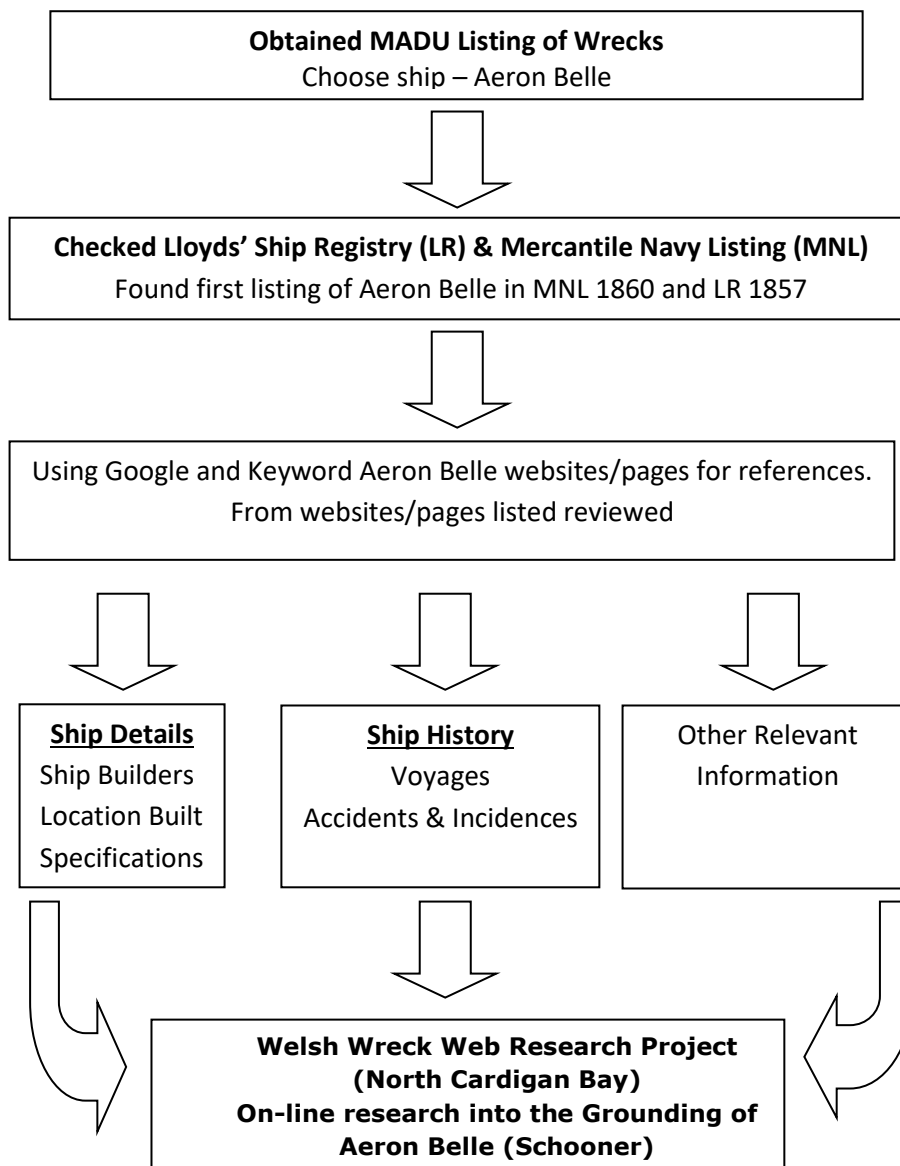 Obtained MADU Listing of Wrecks
Choose ship – Aeron Belle
Checked Lloyds’ Ship Registry (LR) & Mercantile Navy Listing (MNL)
Found first listing of Aeron Belle in MNL 1860 and LR 1857
Using Google and Keyword Aeron Belle websites/pages for references.
From websites/pages listed reviewed
Ship Details
Ship Builders
Location Built
Specifications
Ship History
Voyages
Accidents & Incidences
Other Relevant
Information
Welsh Wreck Web Research Project
(North Cardigan Bay)
On-line research into the Grounding of
Aeron Belle (Schooner)